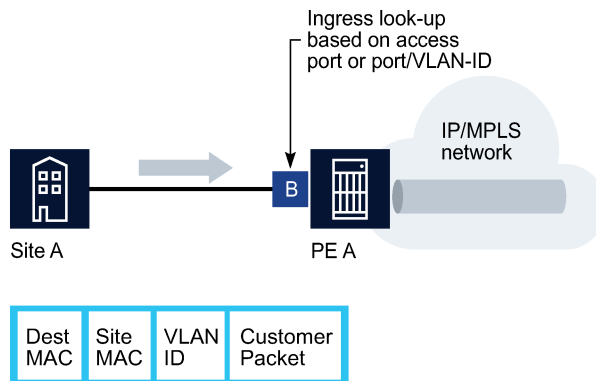 Ingress look-up
based on access
port or port/VLAN-ID
IP/MPLS
network
B
Site A
PE A
Dest
MAC
Site
MAC
VLAN
ID
Customer
Packet